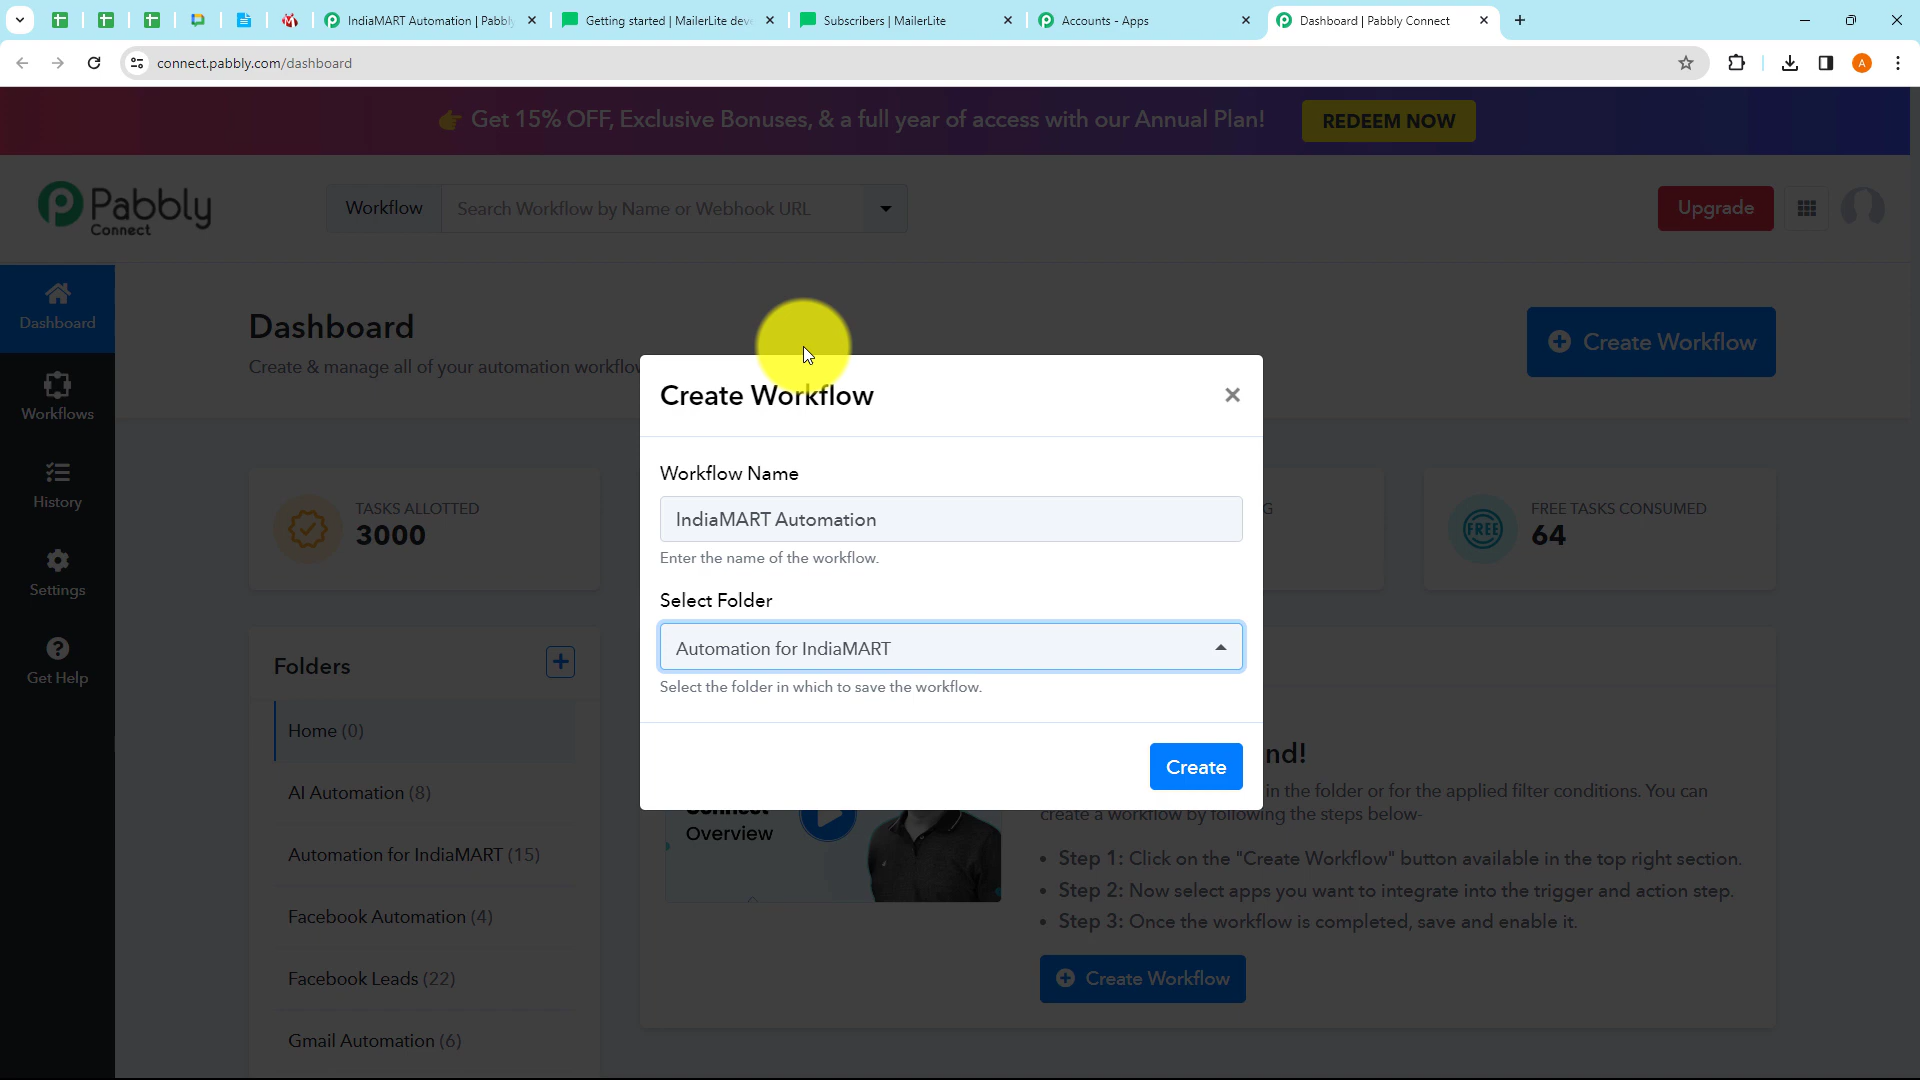 IndiaMART Automation | Pabbly
Getting started | MailerLite deve
Subscribers | MailerLite
Accounts - Apps
Dashboard | Pabbly Connect
connect.pabbly.com/dashboard
A
👉 Get 15% OFF, Exclusive Bonuses, & a full year of access with our Annual Plan!
REDEEM NOW
Pabbly
Connect
Workflow
Search Workflow by Name or Webhook URL
Upgrade
Dashboard
Workflows
History
Settings
Get Help
Dashboard
Create & manage all of your automation workflow
Create Workflow
TASKS ALLOTTED
3000
G
FREE
FREE TASKS CONSUMED
64
Create Workflow
Workflow Name
IndiaMART Automation
Enter the name of the workflow.
Select Folder
Automation for IndiaMART
Select the folder in which to save the workflow.
Create
Folders
Home (0)
AI Automation (8)
Automation for IndiaMART (15)
Facebook Automation (4)
Facebook Leads (22)
Gmail Automation (6)
Connect
Overview
nd!
in the folder or for the applied filter conditions. You can
create a workflow by following the steps below-
• Step 1: Click on the "Create Workflow" button available in the top right section.
• Step 2: Now select apps you want to integrate into the trigger and action step.
• Step 3: Once the workflow is completed, save and enable it.
Create Workflow